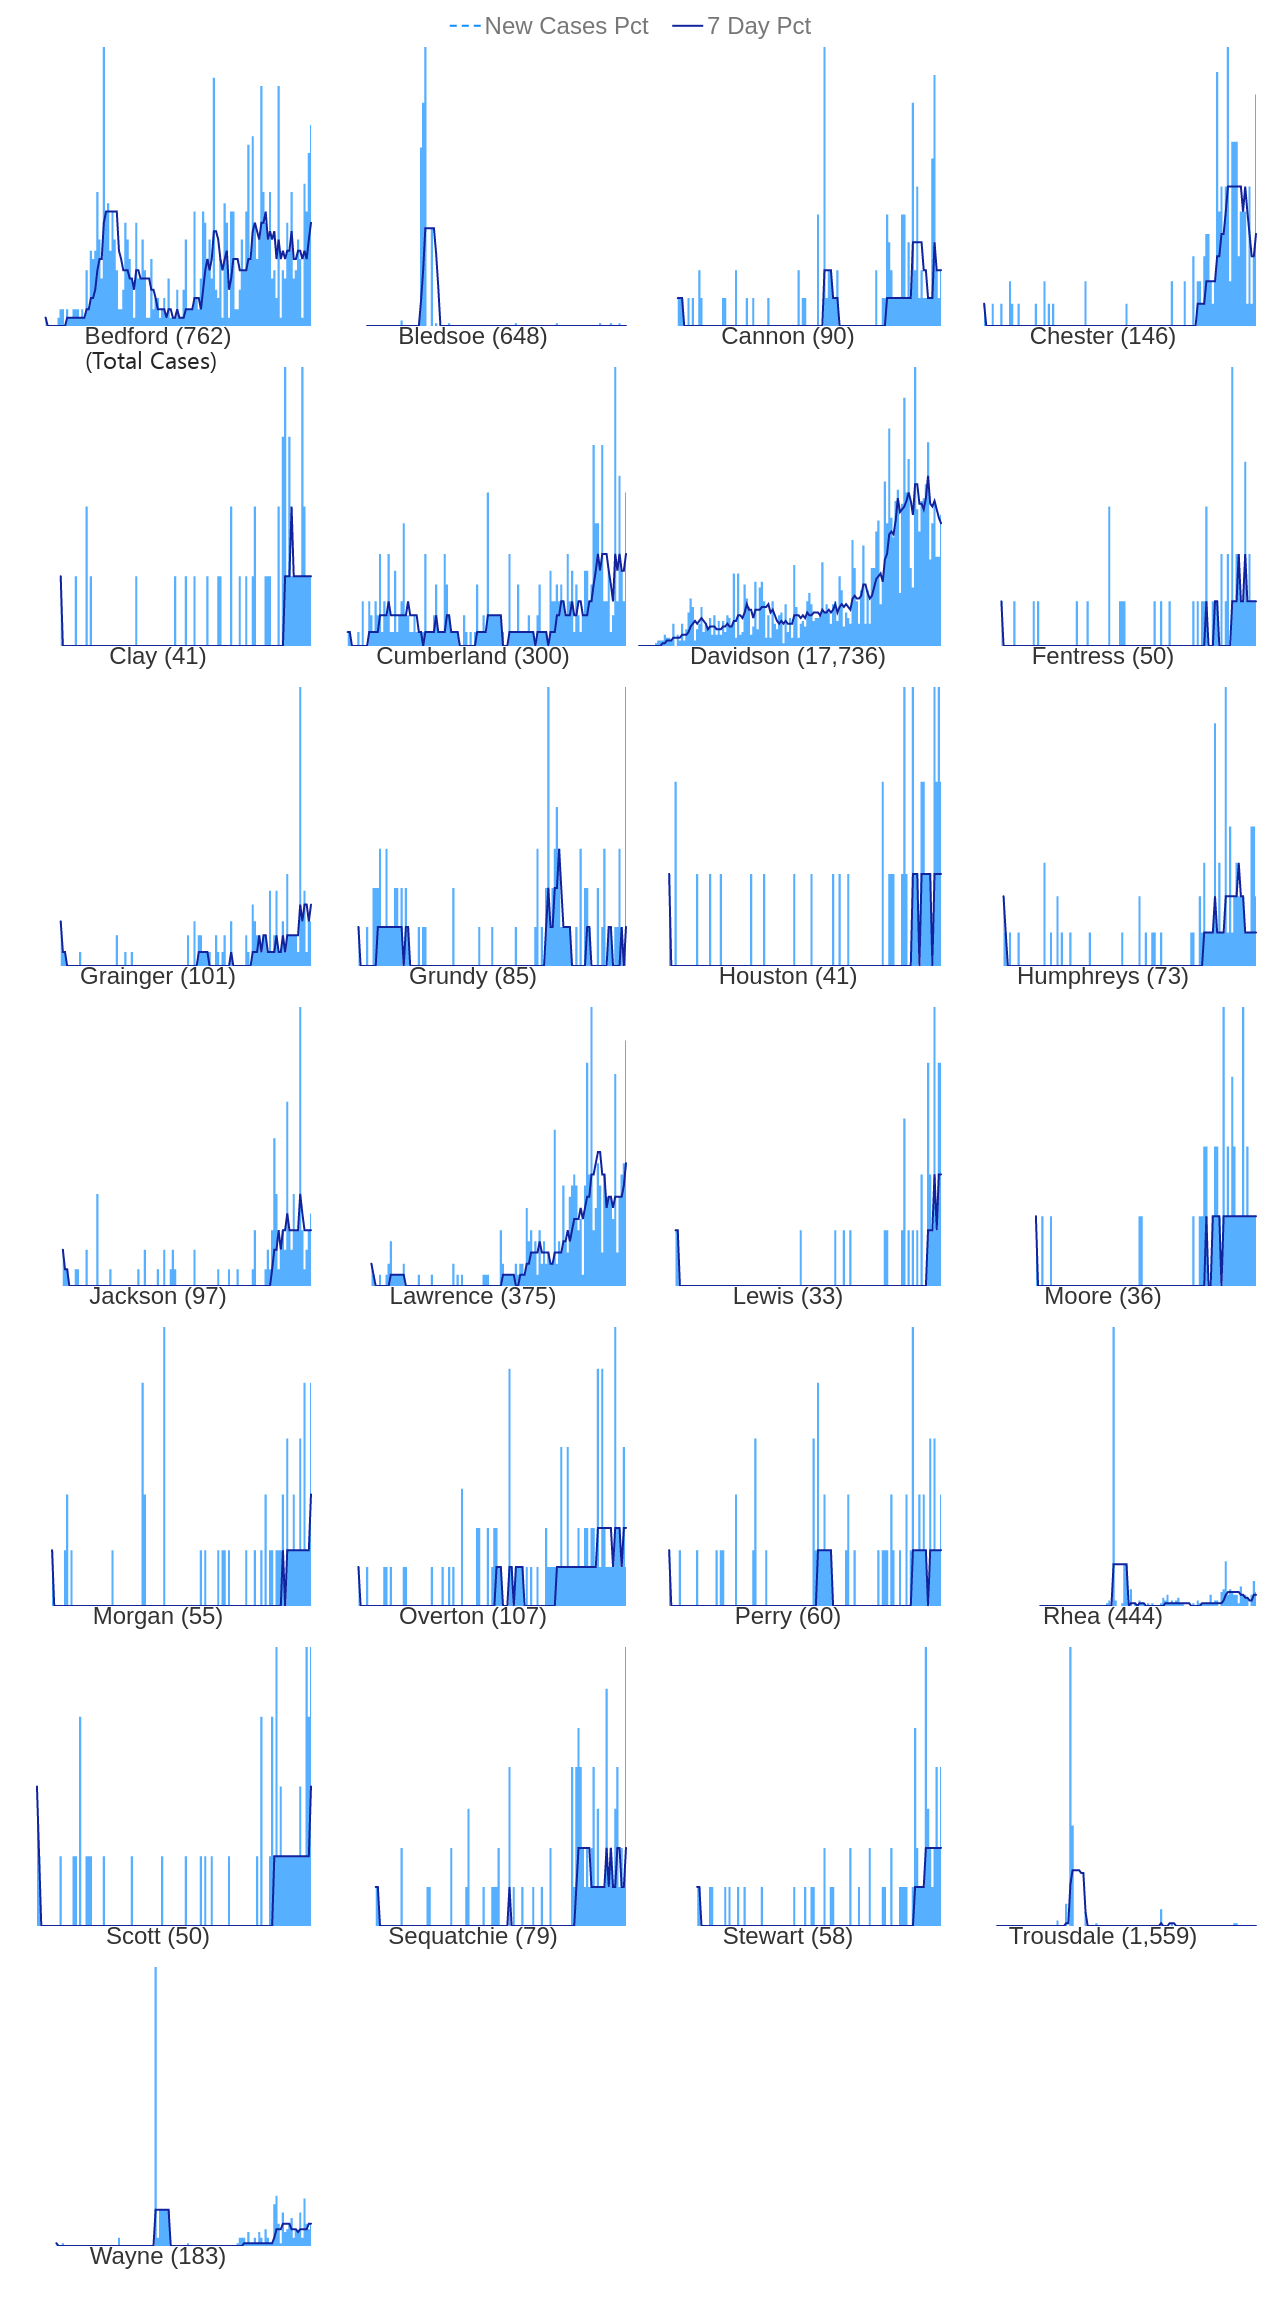 New Cases Pct 7 Day Pct
Bedford (762) Bledsoe (648) Cannon (90) Chester (146)
(Total Cases)
Clay (41) Cumberland (300) Davidson (17,736) Fentress (50)
Grainger (101) Grundy (85) Houston (41) Humphreys (73)
Jackson (97) Lawrence (375) Lewis (33) Moore (36)
Morgan (55) Overton (107) Perry (60) Rhea (444)
Scott (50) Sequatchie (79) Stewart (58) Trousdale (1,559)
Wayne (183)